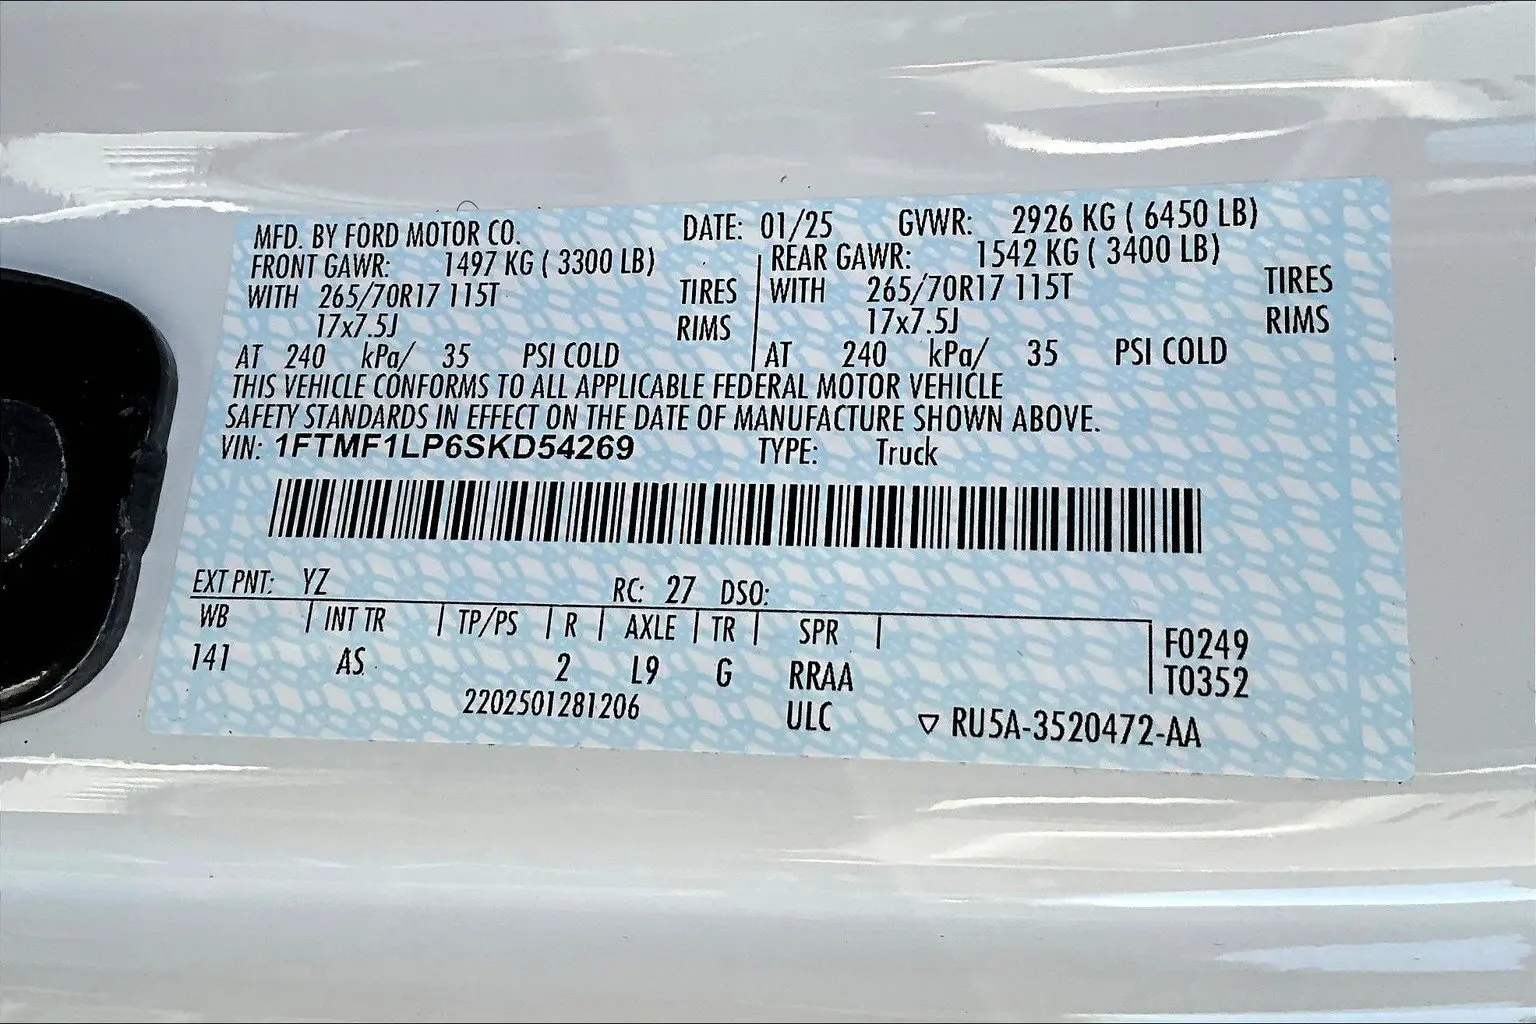 MFD. BY FORD MOTOR CO. DATE: 01/25 GVWR: 2926 KG ( 6450 LB)
FRONT GAWR: 1497 KG ( 3300 LB) REAR GAWR: 1542 KG ( 3400 LB)
WITH 265/70R17 115T TIRES WITH 265/70R17 115T TIRES
17x7.5J RIMS 17x7.5J RIMS
AT 240 kPa/ 35 PSI COLD AT 240 kPa/ 35 PSI COLD
THIS VEHICLE CONFORMS TO ALL APPLICABLE FEDERAL MOTOR VEHICLE
SAFETY STANDARDS IN EFFECT ON THE DATE OF MANUFACTURE SHOWN ABOVE.
VIN: 1FTMF1LP6SKD54269 TYPE: Truck
EXT PNT: YZ RC: 27 DSO:
WB INT TR TP/PS R AXLE TR SPR F0249
141 AS 2 L9 G RRAA T0352
2202501281206 ULC ▽ RU5A-3520472-AA